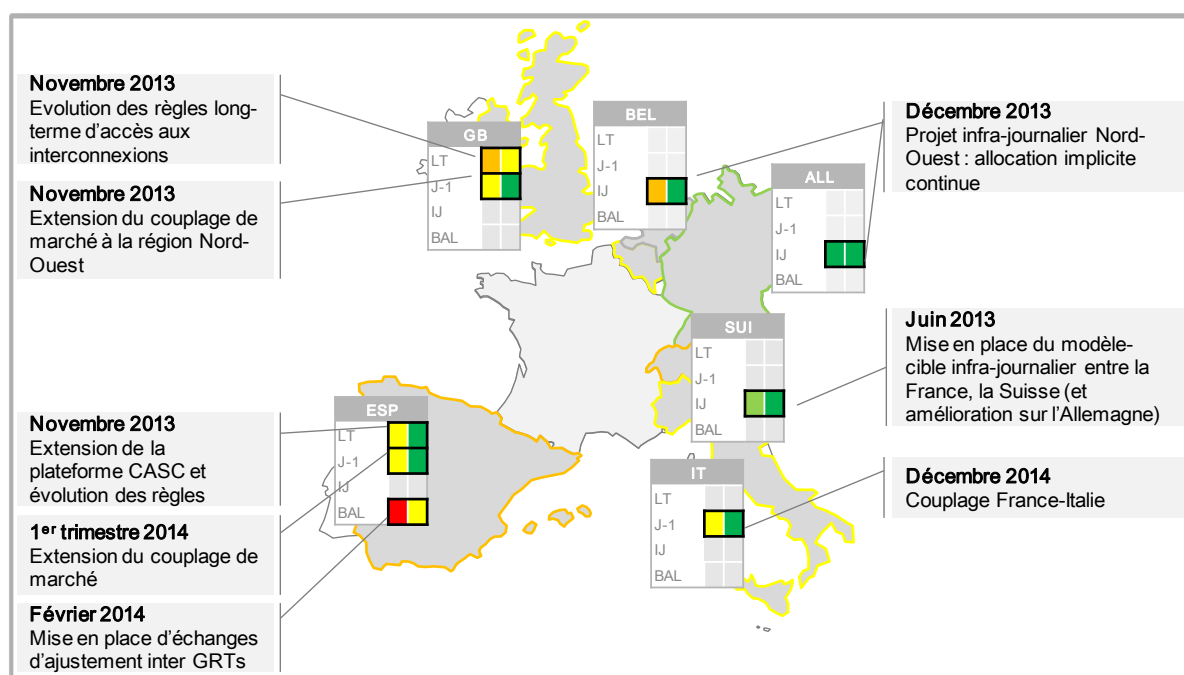 Novembre 2013
Evolution des règles long-
terme d'accès aux
interconnexions
Novembre 2013
Extension du couplage de
marché à la région Nord-
Ouest
Novembre 2013
Extension de la
plateforme CASC et
évolution des règles
1er trimestre 2014
Extension du couplage de
marché
Février 2014
Mise en place d'échanges
d'ajustement inter GRTs
GB
LT
J-1
IJ
BAL
BEL
LT
J-1
IJ
BAL
ALL
LT
J-1
IJ
BAL
SUI
LT
J-1
IJ
BAL
ESP
LT
J-1
IJ
BAL
IT
LT
J-1
IJ
BAL
Décembre 2013
Projet infra-journalier Nord-
Ouest : allocation implicite
continue
Juin 2013
Mise en place du modèle-
cible infra-journalier entre la
France, la Suisse (et
amélioration sur l'Allemagne)
Décembre 2014
Couplage France-Italie